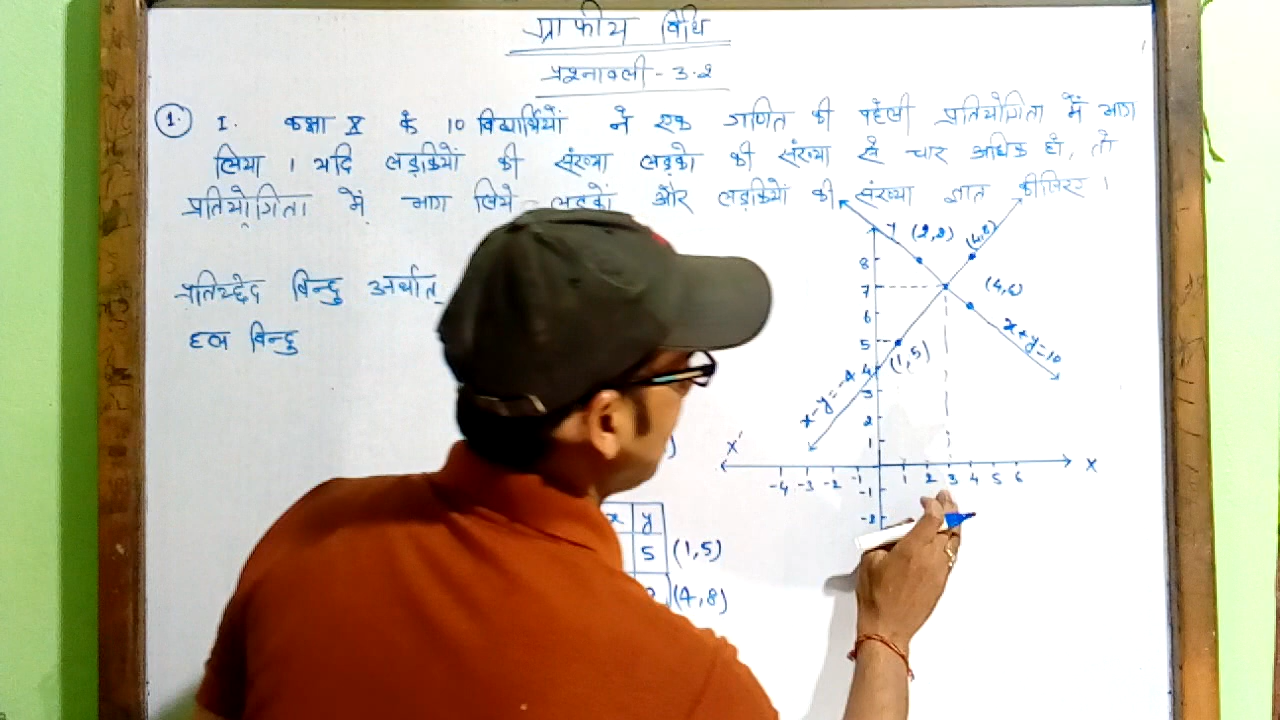 ग्राफीय विधि
प्रश्नावली - 3.2
1. I. कक्षा X के 10 विद्यार्थियों ने एक गणित की पहेली प्रतियोगिता में भाग
लिया । यदि लड़कियों की संख्या लड़को की संख्या से चार अधिक हो, तो
प्रतियोगिता में भाग लिये लड़कों और लड़कियों की संख्या ज्ञात कीजिए ।
प्रतिच्छेद बिन्दु अर्थात्
हल बिन्दु
y (2,8) (4,8)
8
7 (4,6)
6
5 (1,5)
4
3
2
1
x+y=10
x-y=-4
X' X
-4 -3 -2 -1 1 2 3 4 5 6
-1
-2
x y
5 (1,5)
(4,8)